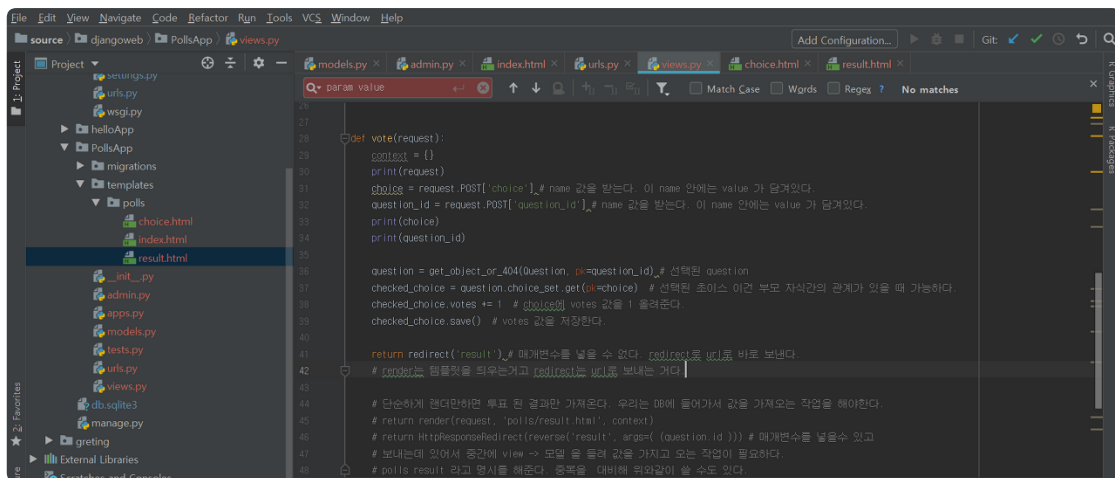 File Edit View Navigate Code Refactor Run Tools VCS Window Help
source djangoweb PollsApp views.py Add Configuration... Git:
Project models.py admin.py index.html urls.py views.py choice.html result.html
param value Match Case Words Regex ? No matches
1: Project
2: Favorites
K Graphics
K Packages
settings.py
urls.py
wsgi.py
helloApp
PollsApp
migrations
templates
polls
choice.html
index.html
result.html
__init__.py
admin.py
apps.py
models.py
tests.py
urls.py
views.py
db.sqlite3
manage.py
greting
External Libraries
Scratches and Consoles
26
27
28 def vote(request):
29 context = {}
30 print(request)
31 choice = request.POST['choice'] # name 값을 받는다. 이 name 안에는 value 가 담겨있다.
32 question_id = request.POST['question_id'] # name 값을 받는다. 이 name 안에는 value 가 담겨있다.
33 print(choice)
34 print(question_id)
35
36 question = get_object_or_404(Question, pk=question_id) # 선택된 question
37 checked_choice = question.choice_set.get(pk=choice) # 선택된 초이스 이건 부모 자식간의 관계가 있을 때 가능하다.
38 checked_choice.votes += 1 # choice에 votes 값을 1 올려준다.
39 checked_choice.save() # votes 값을 저장한다.
40
41 return redirect('result') # 매개변수를 넣을 수 없다. redirect로 url로 바로 보낸다
42 # render는 템플릿을 띄우는거고 redirect는 url로 보내는 거다.
43
44 # 단순하게 랜더만하면 투표 된 결과만 가져온다. 우리는 DB에 들어가서 값을 가져오는 작업을 해야한다.
45 # return render(request, 'polls/result.html', context)
46 # return HttpResponseRedirect(reverse('result', args=( (question.id ))) # 매개변수를 넣을수 있고
47 # 보내는데 있어서 중간에 view -> 모델 을 들려 값을 가지고 오는 작업이 필요하다.
48 # polls result 라고 명시를 해준다. 중복을 대비해 위와같이 쓸 수도 있다.